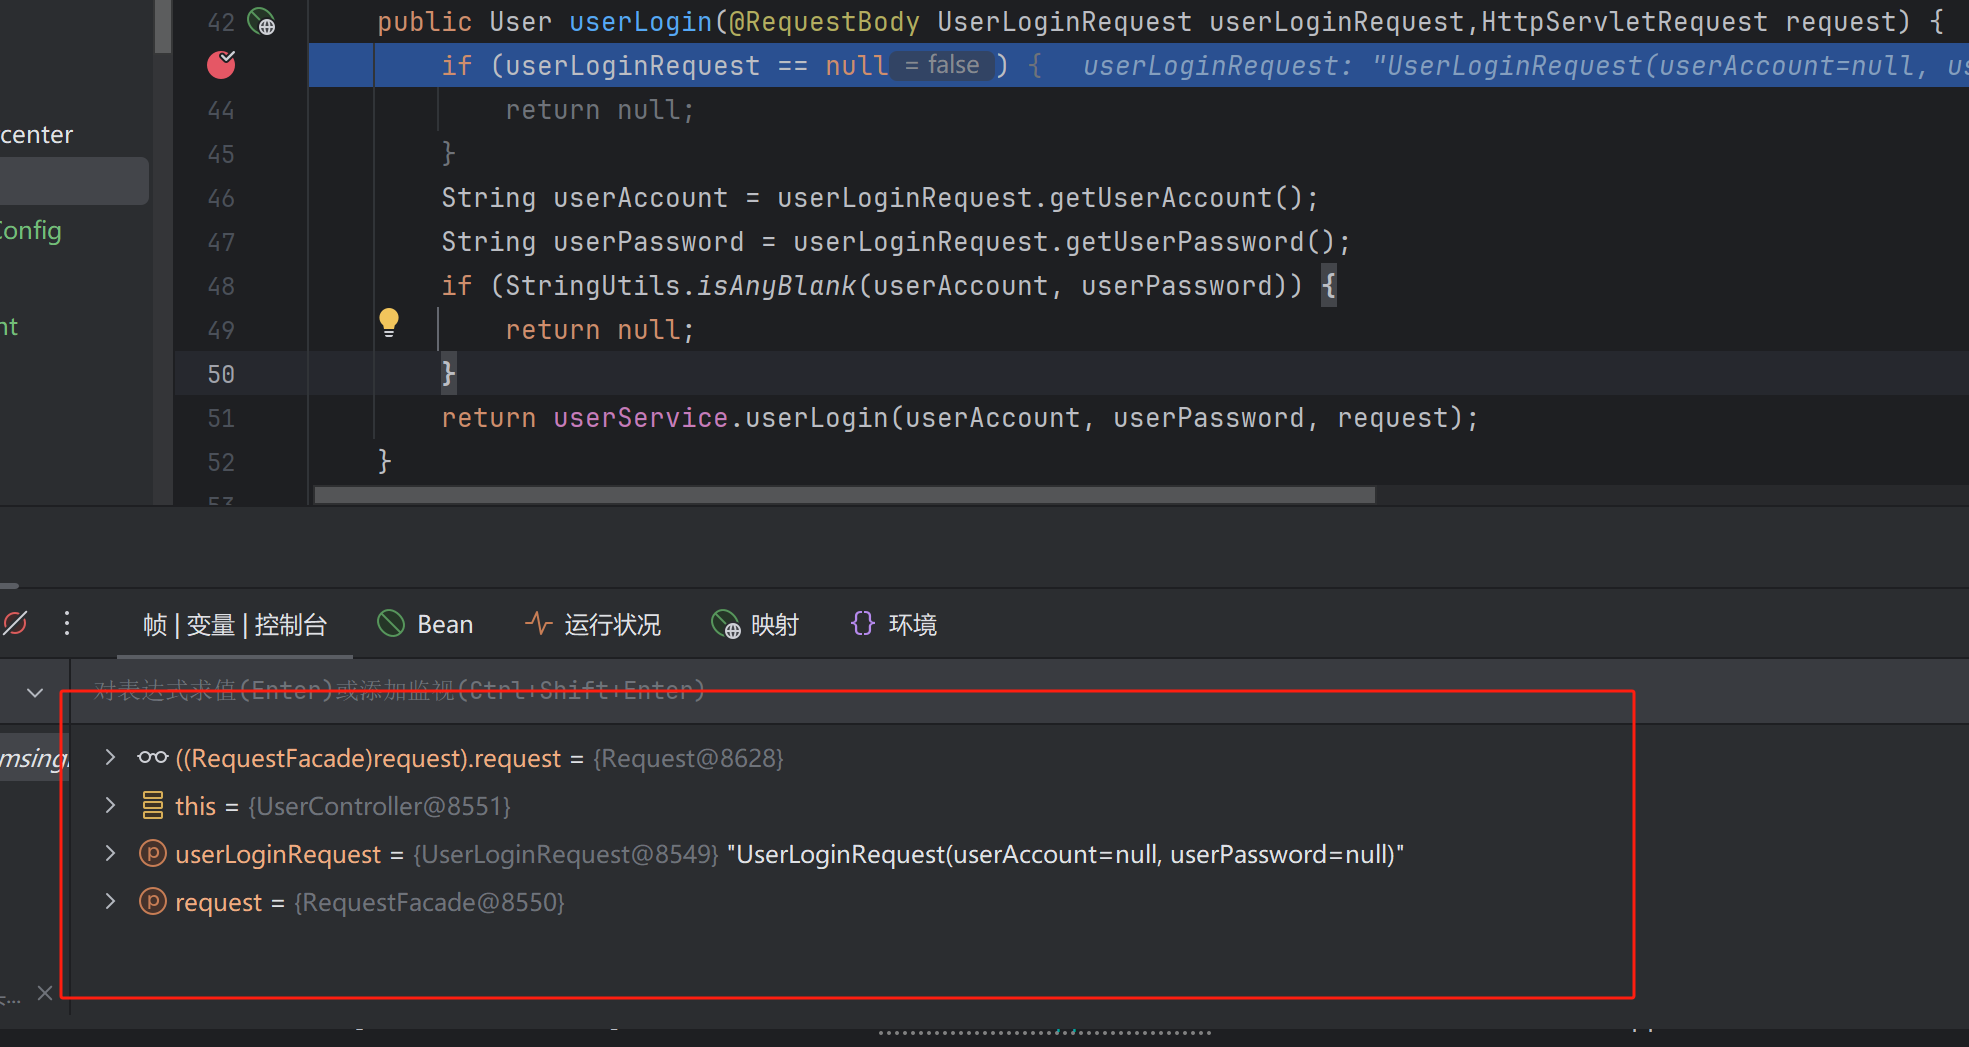 42 public User userLogin(@RequestBody UserLoginRequest userLoginRequest,HttpServletRequest request) {
if (userLoginRequest == null = false ) { userLoginRequest: "UserLoginRequest(userAccount=null, us
44 return null;
center
45 }
46 String userAccount = userLoginRequest.getUserAccount();
Config
47 String userPassword = userLoginRequest.getUserPassword();
48 if (StringUtils.isAnyBlank(userAccount, userPassword)) {
nt
49 return null;
50 }
51 return userService.userLogin(userAccount, userPassword, request);
52 }
53
帧 | 变量 | 控制台 Bean 运行状况 映射 {} 环境
对表达式求值(Enter)或添加监视(Ctrl+Shift+Enter)
msing ((RequestFacade)request).request = {Request@8628}
this = {UserController@8551}
userLoginRequest = {UserLoginRequest@8549} "UserLoginRequest(userAccount=null, userPassword=null)"
request = {RequestFacade@8550}